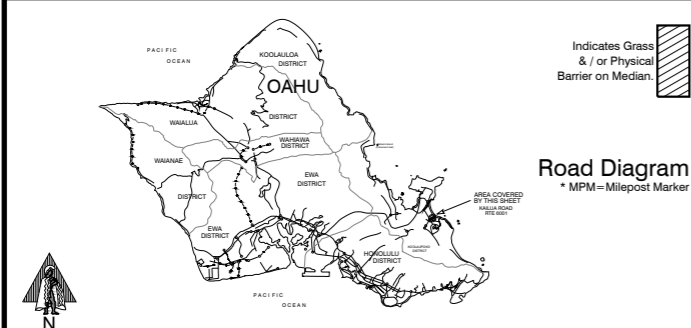 PACIFIC
OCEAN
KOOLAULOA
DISTRICT
OAHU
WAIALUA
DISTRICT
WAHIAWA
DISTRICT
WAIANAE
DISTRICT
EWA
DISTRICT
EWA
DISTRICT
HONOLULU
DISTRICT
KOOLAUPOKO
DISTRICT
AREA COVERED
BY THIS SHEET
KAILUA ROAD
RTE 6001
PACIFIC
OCEAN
N
Indicates Grass
& / or Physical
Barrier on Median.
Road Diagram
* MPM=Milepost Marker